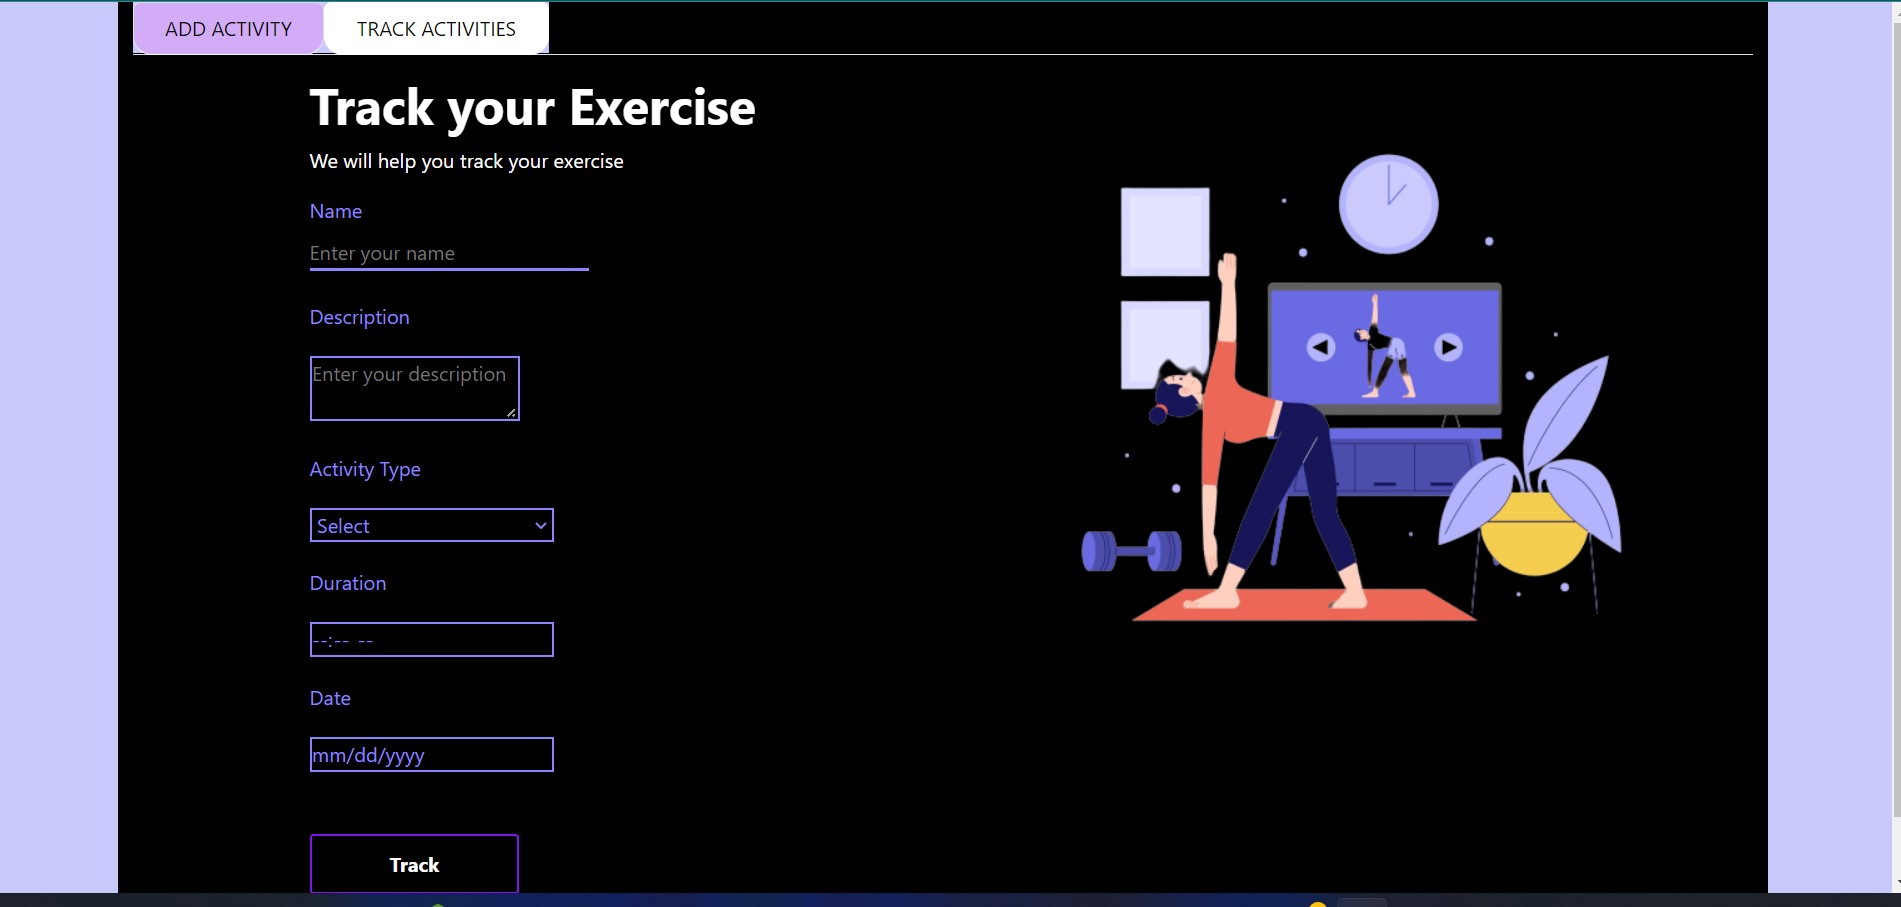 ADD ACTIVITY TRACK ACTIVITIES
Track your Exercise
We will help you track your exercise
Name
Enter your name
Description
Enter your description
Activity Type
Select
Duration
--:-- --
Date
mm/dd/yyyy
Track